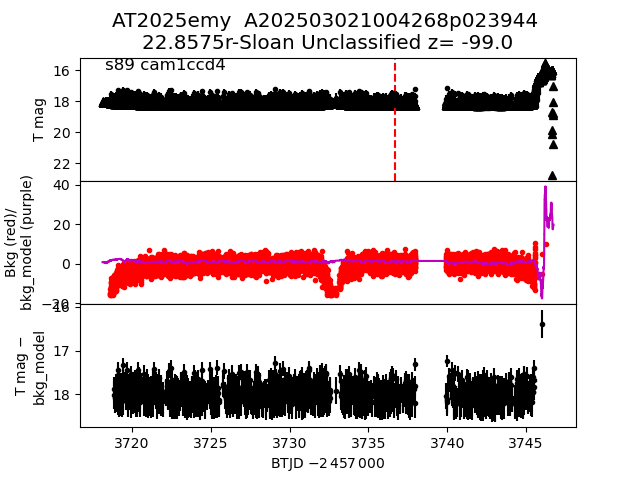 AT2025emy A202503021004268p023944
22.8575r-Sloan Unclassified z= -99.0
s89 cam1ccd4
T mag
16
18
20
22
Bkg (red)/
bkg_model (purple)
40
20
0
−20
T mag −
bkg_model
16
17
18
3720 3725 3730 3735 3740 3745
BTJD −2 457 000